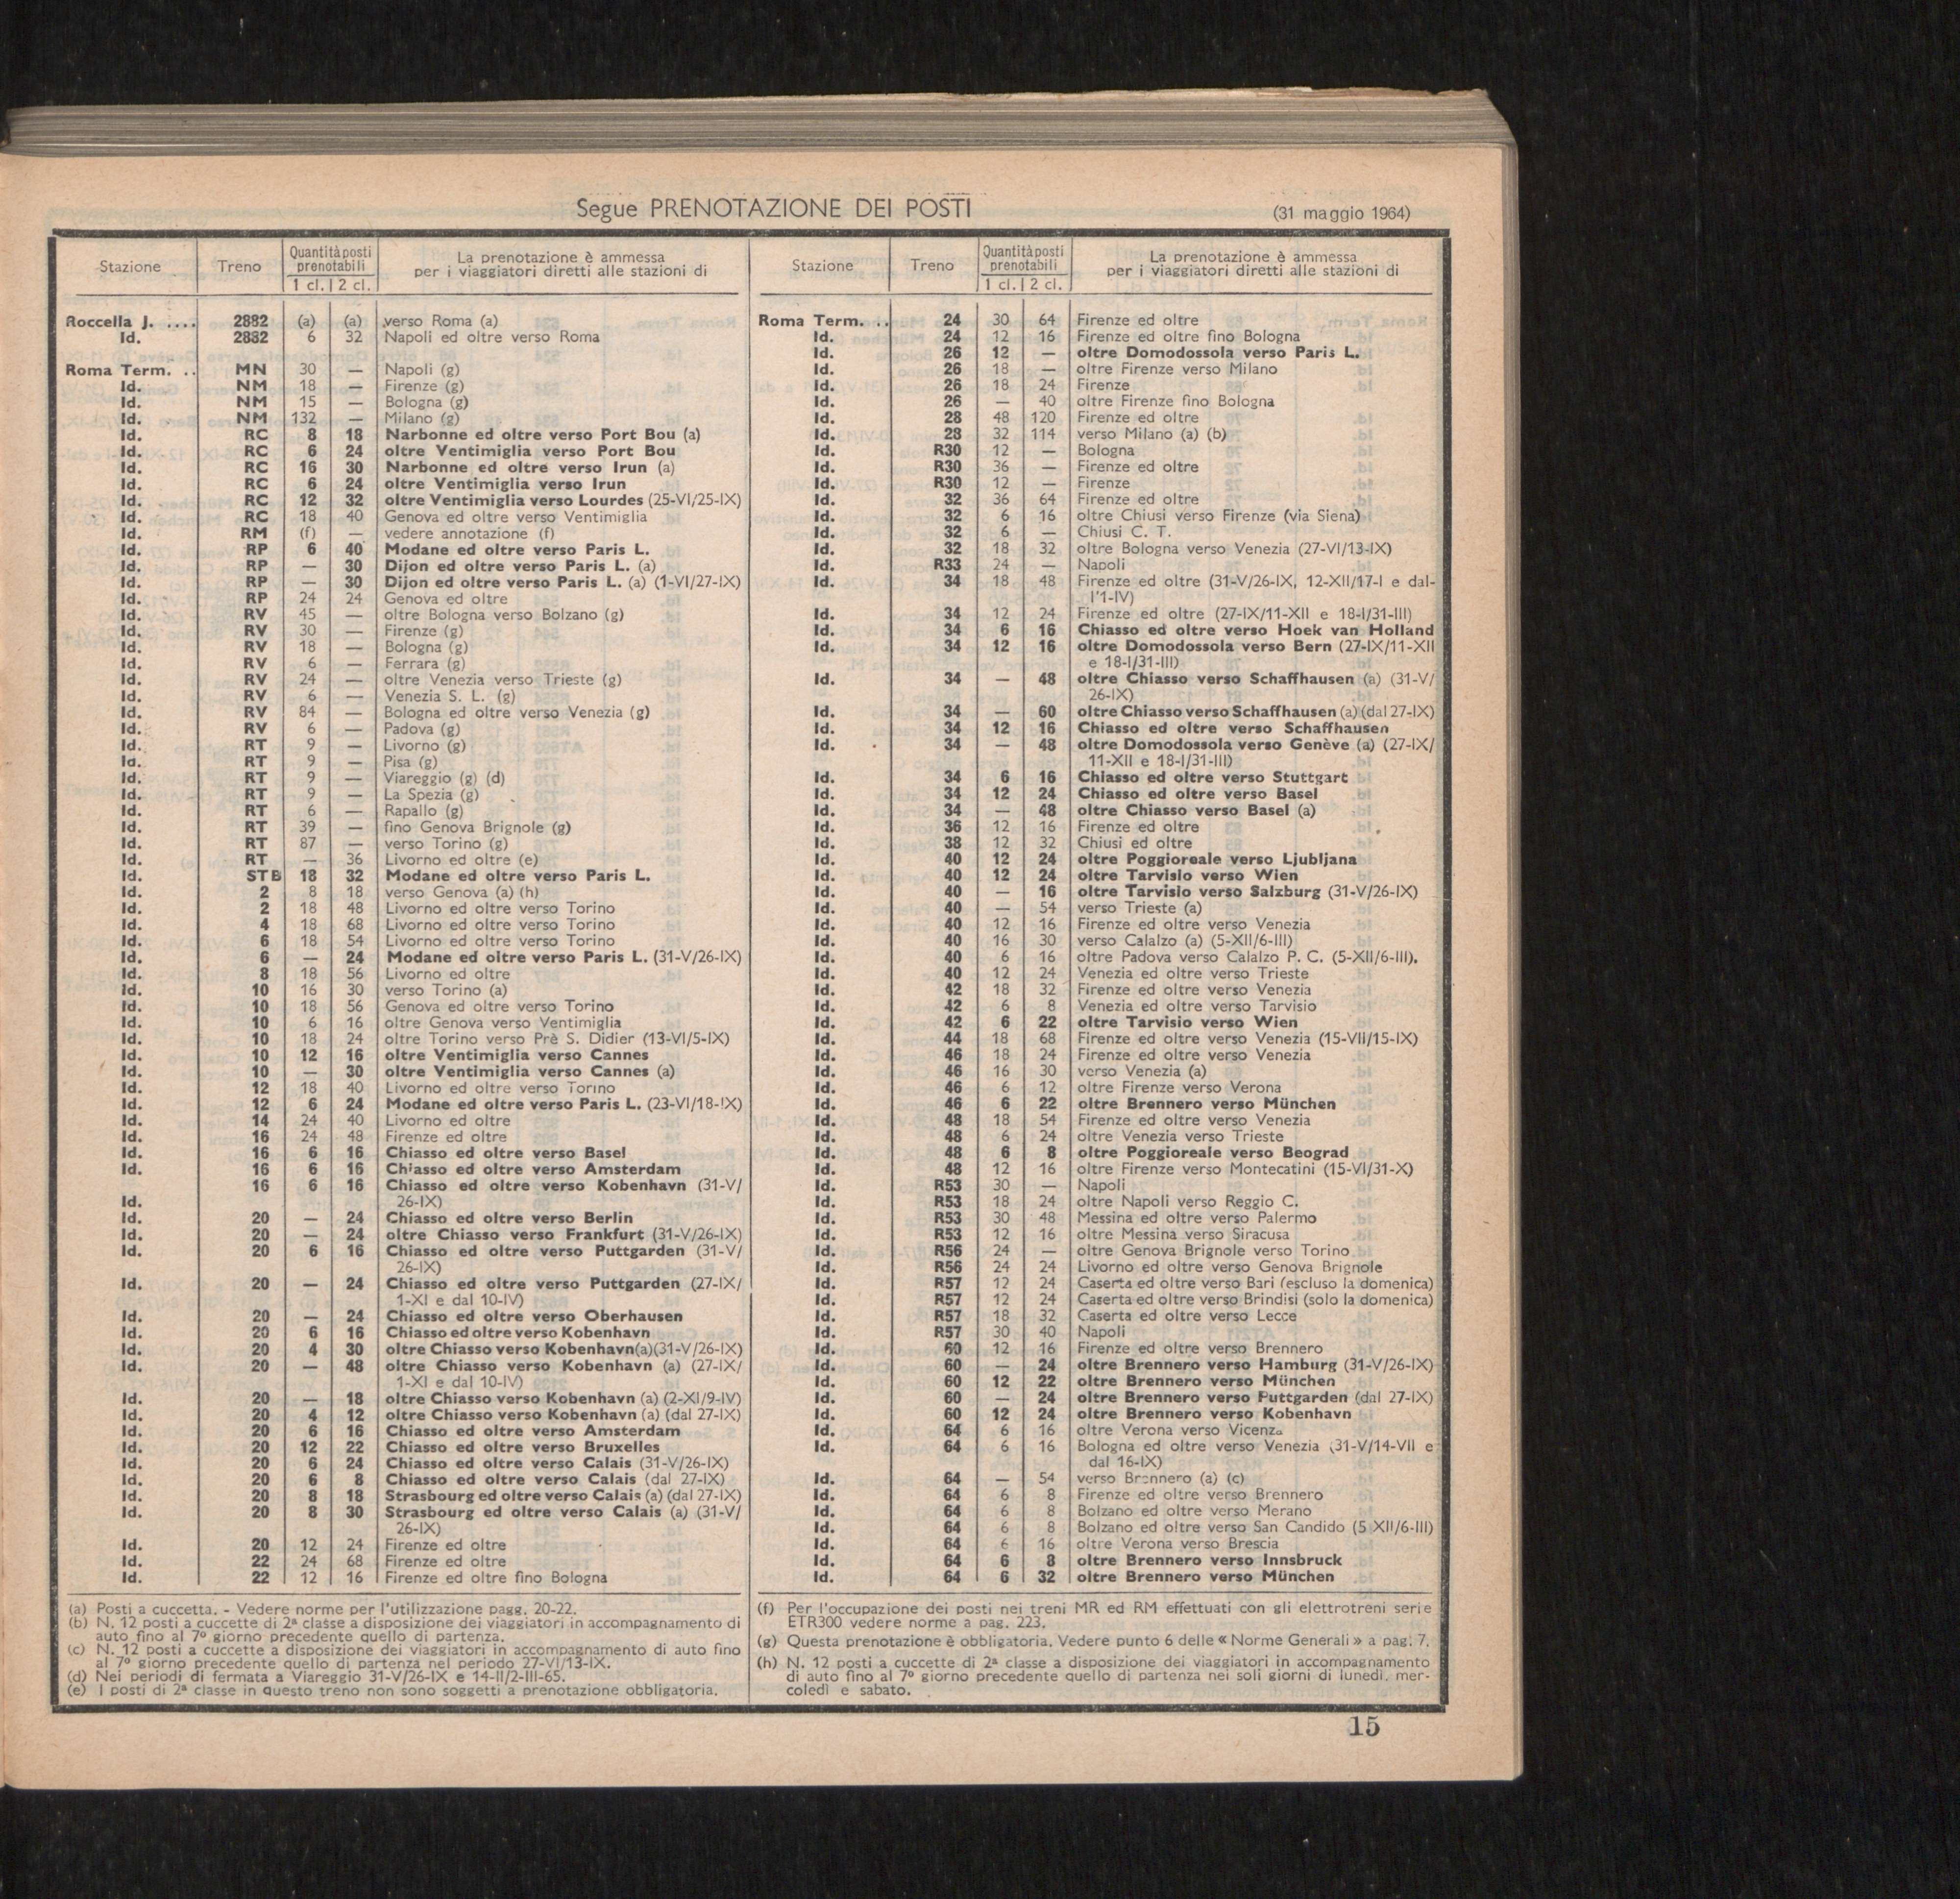 Segue PRENOTAZIONE DEI POSTI
(31 maggio 1964)
Stazione Treno Quantità posti prenotabili La prenotazione è ammessa
1 cl. 2 cl. per i viaggiatori diretti alle stazioni di
Roccella J. .... 2882 (a) (a) verso Roma (a)
Id. 2882 6 32 Napoli ed oltre verso Roma
Roma Term. .. MN 30 — Napoli (g)
Id. NM 18 — Firenze (g)
Id. NM 15 — Bologna (g)
Id. NM 132 — Milano (g)
Id. RC 8 18 Narbonne ed oltre verso Port Bou (a)
Id. RC 6 24 oltre Ventimiglia verso Port Bou
Id. RC 16 30 Narbonne ed oltre verso Irun (a)
Id. RC 6 24 oltre Ventimiglia verso Irun
Id. RC 12 32 oltre Ventimiglia verso Lourdes (25-VI/25-IX)
Id. RC 18 40 Genova ed oltre verso Ventimiglia
Id. RM (f) — vedere annotazione (f)
Id. RP 6 40 Modane ed oltre verso Paris L.
Id. RP — 30 Dijon ed oltre verso Paris L. (a)
Id. RP — 30 Dijon ed oltre verso Paris L. (a) (1-VI/27-IX)
Id. RP 24 24 Genova ed oltre
Id. RV 45 — oltre Bologna verso Bolzano (g)
Id. RV 30 — Firenze (g)
Id. RV 18 — Bologna (g)
Id. RV 6 — Ferrara (g)
Id. RV 24 — oltre Venezia verso Trieste (g)
Id. RV 6 — Venezia S. L. (g)
Id. RV 84 — Bologna ed oltre verso Venezia (g)
Id. RV 6 — Padova (g)
Id. RT 9 — Livorno (g)
Id. RT 9 — Pisa (g)
Id. RT 9 — Viareggio (g) (d)
Id. RT 9 — La Spezia (g)
Id. RT 6 — Rapallo (g)
Id. RT 39 — fino Genova Brignole (g)
Id. RT 87 — verso Torino (g)
Id. RT — 36 Livorno ed oltre (e)
Id. STB 18 32 Modane ed oltre verso Paris L.
Id. 2 8 18 verso Genova (a) (h)
Id. 2 18 48 Livorno ed oltre verso Torino
Id. 4 18 68 Livorno ed oltre verso Torino
Id. 6 18 54 Livorno ed oltre verso Torino
Id. 6 — 24 Modane ed oltre verso Paris L. (31-V/26-IX)
Id. 8 18 56 Livorno ed oltre
Id. 10 16 30 verso Torino (a)
Id. 10 18 56 Genova ed oltre verso Torino
Id. 10 6 16 oltre Genova verso Ventimiglia
Id. 10 18 24 oltre Torino verso Prè S. Didier (13-VI/5-IX)
Id. 10 12 16 oltre Ventimiglia verso Cannes
Id. 10 — 30 oltre Ventimiglia verso Cannes (a)
Id. 12 18 40 Livorno ed oltre verso Torino
Id. 12 6 24 Modane ed oltre verso Paris L. (23-VI/18-IX)
Id. 14 24 40 Livorno ed oltre
Id. 16 24 48 Firenze ed oltre
Id. 16 6 16 Chiasso ed oltre verso Basel
Id. 16 6 16 Chiasso ed oltre verso Amsterdam
16 6 16 Chiasso ed oltre verso Kobenhavn (31-V/
Id. 26-IX)
Id. 20 — 24 Chiasso ed oltre verso Berlin
Id. 20 — 24 oltre Chiasso verso Frankfurt (31-V/26-IX)
Id. 20 6 16 Chiasso ed oltre verso Puttgarden (31-V/
26-IX)
Id. 20 — 24 Chiasso ed oltre verso Puttgarden (27-IX/
1-XI e dal 10-IV)
Id. 20 — 24 Chiasso ed oltre verso Oberhausen
Id. 20 6 16 Chiasso ed oltre verso Kobenhavn
Id. 20 4 30 oltre Chiasso verso Kobenhavn(a)(31-V/26-IX)
Id. 20 — 48 oltre Chiasso verso Kobenhavn (a) (27-IX/
1-XI e dal 10-IV)
Id. 20 — 18 oltre Chiasso verso Kobenhavn (a) (2-XI/9-IV)
Id. 20 4 12 oltre Chiasso verso Kobenhavn (a) (dal 27-IX)
Id. 20 6 16 Chiasso ed oltre verso Amsterdam
Id. 20 12 22 Chiasso ed oltre verso Bruxelles
Id. 20 6 24 Chiasso ed oltre verso Calais (31-V/26-IX)
Id. 20 6 8 Chiasso ed oltre verso Calais (dal 27-IX)
Id. 20 8 18 Strasbourg ed oltre verso Calais (a) (dal 27-IX)
Id. 20 8 30 Strasbourg ed oltre verso Calais (a) (31-V/
26-IX)
Id. 20 12 24 Firenze ed oltre
Id. 22 24 68 Firenze ed oltre
Id. 22 12 16 Firenze ed oltre fino Bologna
(a) Posti a cuccetta. - Vedere norme per l'utilizzazione pagg. 20-22.
(b) N. 12 posti a cuccette di 2ª classe a disposizione dei viaggiatori in accompagnamento di
auto fino al 7º giorno precedente quello di partenza.
(c) N. 12 posti a cuccette a disposizione dei viaggiatori in accompagnamento di auto fino
al 7º giorno precedente quello di partenza nel periodo 27-VI/13-IX.
(d) Nei periodi di fermata a Viareggio 31-V/26-IX e 14-II/2-III-65.
(e) I posti di 2ª classe in questo treno non sono soggetti a prenotazione obbligatoria.
Stazione Treno Quantità posti prenotabili La prenotazione è ammessa
1 cl. 2 cl. per i viaggiatori diretti alle stazioni di
Roma Term. .. 24 30 64 Firenze ed oltre
Id. 24 12 16 Firenze ed oltre fino Bologna
Id. 26 12 — oltre Domodossola verso Paris L.
Id. 26 18 — oltre Firenze verso Milano
Id. 26 18 24 Firenze
Id. 26 — 40 oltre Firenze fino Bologna
Id. 28 48 120 Firenze ed oltre
Id. 28 32 114 verso Milano (a) (b)
Id. R30 12 — Bologna
Id. R30 36 — Firenze ed oltre
Id. R30 12 — Firenze
Id. 32 36 64 Firenze ed oltre
Id. 32 6 16 oltre Chiusi verso Firenze (via Siena)
Id. 32 6 — Chiusi C. T.
Id. 32 18 32 oltre Bologna verso Venezia (27-VI/13-IX)
Id. R33 24 — Napoli
Id. 34 18 48 Firenze ed oltre (31-V/26-IX, 12-XII/17-I e dal-
l'1-IV)
Id. 34 12 24 Firenze ed oltre (27-IX/11-XII e 18-I/31-III)
Id. 34 6 16 Chiasso ed oltre verso Hoek van Holland
Id. 34 12 16 oltre Domodossola verso Bern (27-IX/11-XII
e 18-I/31-III)
Id. 34 — 48 oltre Chiasso verso Schaffhausen (a) (31-V/
26-IX)
Id. 34 — 60 oltre Chiasso verso Schaffhausen (a) (dal 27-IX)
Id. 34 12 16 Chiasso ed oltre verso Schaffhausen
Id. 34 — 48 oltre Domodossola verso Genève (a) (27-IX/
11-XII e 18-I/31-III)
Id. 34 6 16 Chiasso ed oltre verso Stuttgart
Id. 34 12 24 Chiasso ed oltre verso Basel
Id. 34 — 48 oltre Chiasso verso Basel (a)
Id. 36 12 16 Firenze ed oltre
Id. 38 12 32 Chiusi ed oltre
Id. 40 12 24 oltre Poggioreale verso Ljubljana
Id. 40 12 24 oltre Tarvisio verso Wien
Id. 40 — 16 oltre Tarvisio verso Salzburg (31-V/26-IX)
Id. 40 — 54 verso Trieste (a)
Id. 40 12 16 Firenze ed oltre verso Venezia
Id. 40 16 30 verso Calalzo (a) (5-XII/6-III)
Id. 40 6 16 oltre Padova verso Calalzo P. C. (5-XII/6-III).
Id. 40 12 24 Venezia ed oltre verso Trieste
Id. 42 18 32 Firenze ed oltre verso Venezia
Id. 42 6 8 Venezia ed oltre verso Tarvisio
Id. 42 6 22 oltre Tarvisio verso Wien
Id. 44 18 68 Firenze ed oltre verso Venezia (15-VII/15-IX)
Id. 46 18 24 Firenze ed oltre verso Venezia
Id. 46 16 30 verso Venezia (a)
Id. 46 6 12 oltre Firenze verso Verona
Id. 46 6 22 oltre Brennero verso München
Id. 48 18 54 Firenze ed oltre verso Venezia
Id. 48 6 24 oltre Venezia verso Trieste
Id. 48 6 8 oltre Poggioreale verso Beograd
Id. 48 12 16 oltre Firenze verso Montecatini (15-VI/31-X)
Id. R53 30 — Napoli
Id. R53 18 24 oltre Napoli verso Reggio C.
Id. R53 30 48 Messina ed oltre verso Palermo
Id. R53 12 16 oltre Messina verso Siracusa
Id. R56 24 — oltre Genova Brignole verso Torino
Id. R56 24 24 Livorno ed oltre verso Genova Brignole
Id. R57 12 24 Caserta ed oltre verso Bari (escluso la domenica)
Id. R57 12 24 Caserta ed oltre verso Brindisi (solo la domenica)
Id. R57 18 32 Caserta ed oltre verso Lecce
Id. R57 30 40 Napoli
Id. 60 12 16 Firenze ed oltre verso Brennero
Id. 60 — 24 oltre Brennero verso Hamburg (31-V/26-IX)
Id. 60 12 22 oltre Brennero verso München
Id. 60 — 24 oltre Brennero verso Puttgarden (dal 27-IX)
Id. 60 12 24 oltre Brennero verso Kobenhavn
Id. 64 6 16 oltre Verona verso Vicenza
Id. 64 6 16 Bologna ed oltre verso Venezia (31-V/14-VII e
dal 16-IX)
Id. 64 — 54 verso Brennero (a) (c)
Id. 64 6 8 Firenze ed oltre verso Brennero
Id. 64 6 8 Bolzano ed oltre verso Merano
Id. 64 6 8 Bolzano ed oltre verso San Candido (5 XII/6-III)
Id. 64 6 16 oltre Verona verso Brescia
Id. 64 6 8 oltre Brennero verso Innsbruck
Id. 64 6 32 oltre Brennero verso München
(f) Per l'occupazione dei posti nei treni MR ed RM effettuati con gli elettrotreni serie
ETR300 vedere norme a pag. 223.
(g) Questa prenotazione è obbligatoria. Vedere punto 6 delle « Norme Generali » a pag. 7.
(h) N. 12 posti a cuccette di 2ª classe a disposizione dei viaggiatori in accompagnamento
di auto fino al 7º giorno precedente quello di partenza nei soli giorni di lunedì, mer-
coledì e sabato.
15